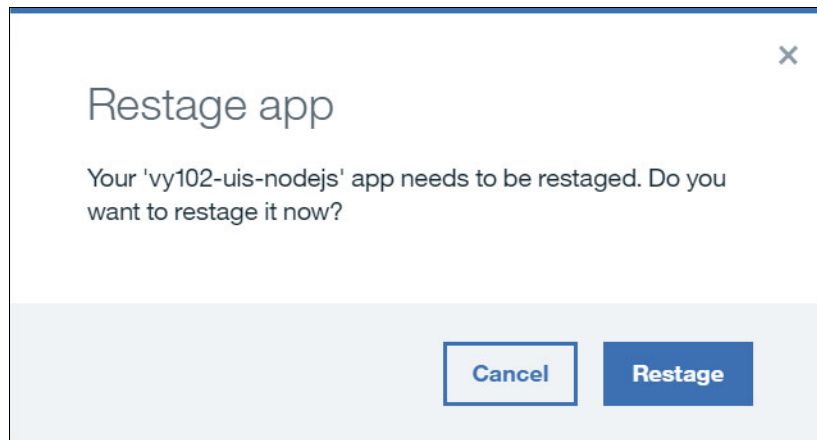 Restage app
Your 'vy102-uis-nodejs' app needs to be restaged. Do you
want to restage it now?
Cancel
Restage